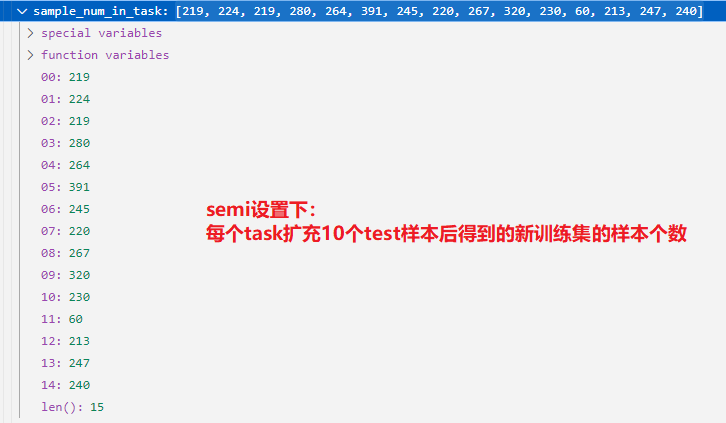 sample_num_in_task: [219, 224, 219, 280, 264, 391, 245, 220, 267, 320, 230, 60, 213, 247, 240]
special variables
function variables
00: 219
01: 224
02: 219
03: 280
04: 264
05: 391
06: 245
07: 220
08: 267
09: 320
10: 230
11: 60
12: 213
13: 247
14: 240
len(): 15
semi设置下：
每个task扩充10个test样本后得到的新训练集的样本个数